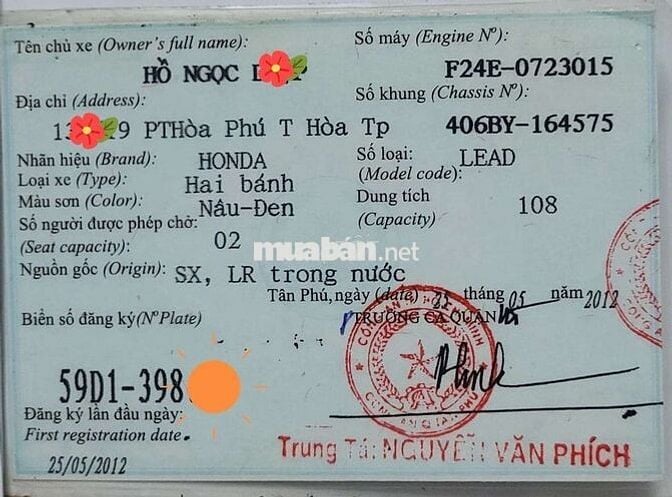 Tên chủ xe (Owner's full name):
HỒ NGỌC
Địa chỉ (Address):
PTHòa Phú T Hòa Tp
Nhãn hiệu (Brand): HONDA
Loại xe (Type): Hai bánh
Màu sơn (Color): Nâu-Đen
Số người được phép chở:
(Seat capacity): 02
Nguồn gốc (Origin): SX, LR trong nước
Số máy (Engine Nº):
F24E-0723015
Số khung (Chassis Nº):
406BY-164575
Số loại: LEAD
(Model code):
Dung tích 108
(Capacity)
muabán.net
Tân Phú, ngày (date) 25 tháng 05 năm 2012
TRƯỞNG CA QUẬN
Biển số đăng ký (Nº Plate)
59D1-398
Đăng ký lần đầu ngày:
First registration date.
25/05/2012
Trung Tá: NGUYỄN VĂN PHÍCH